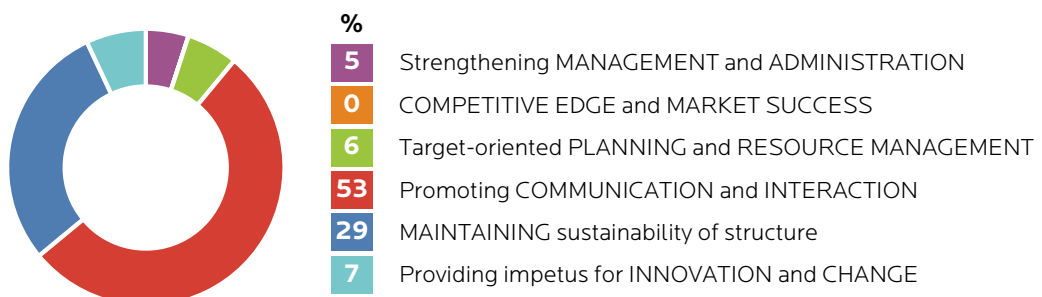 %
5 Strengthening MANAGEMENT and ADMINISTRATION
0 COMPETITIVE EDGE and MARKET SUCCESS
6 Target-oriented PLANNING and RESOURCE MANAGEMENT
53 Promoting COMMUNICATION and INTERACTION
29 MAINTAINING sustainability of structure
7 Providing impetus for INNOVATION and CHANGE